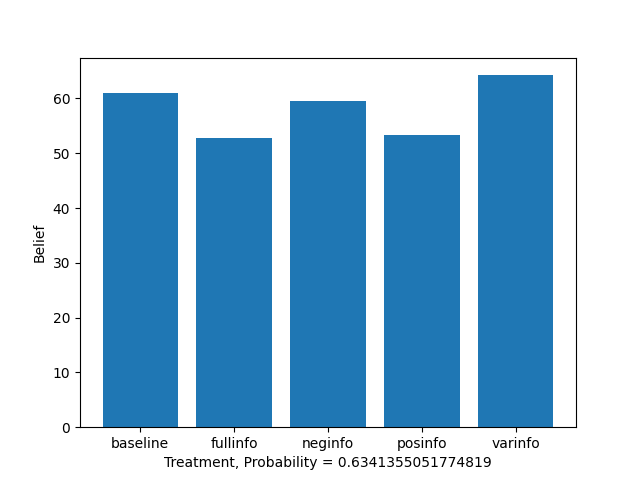 60
50
40
30
20
10
0
Belief
baseline fullinfo neginfo posinfo varinfo
Treatment, Probability = 0.6341355051774819